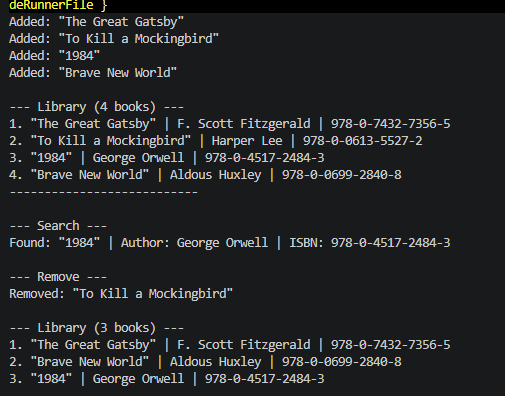 deRunnerFile }
Added: "The Great Gatsby"
Added: "To Kill a Mockingbird"
Added: "1984"
Added: "Brave New World"
--- Library (4 books) ---
1. "The Great Gatsby" | F. Scott Fitzgerald | 978-0-7432-7356-5
2. "To Kill a Mockingbird" | Harper Lee | 978-0-0613-5527-2
3. "1984" | George Orwell | 978-0-4517-2484-3
4. "Brave New World" | Aldous Huxley | 978-0-0699-2840-8
---------------------------
--- Search ---
Found: "1984" | Author: George Orwell | ISBN: 978-0-4517-2484-3
--- Remove ---
Removed: "To Kill a Mockingbird"
--- Library (3 books) ---
1. "The Great Gatsby" | F. Scott Fitzgerald | 978-0-7432-7356-5
2. "Brave New World" | Aldous Huxley | 978-0-0699-2840-8
3. "1984" | George Orwell | 978-0-4517-2484-3